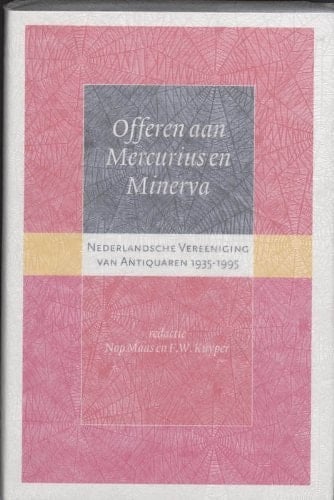 Offeren aan
Mercurius en
Minerva
Nederlandsche Vereeniging
van Antiquaren 1935-1995
redactie
Nop Maas en F.W. Kuyper